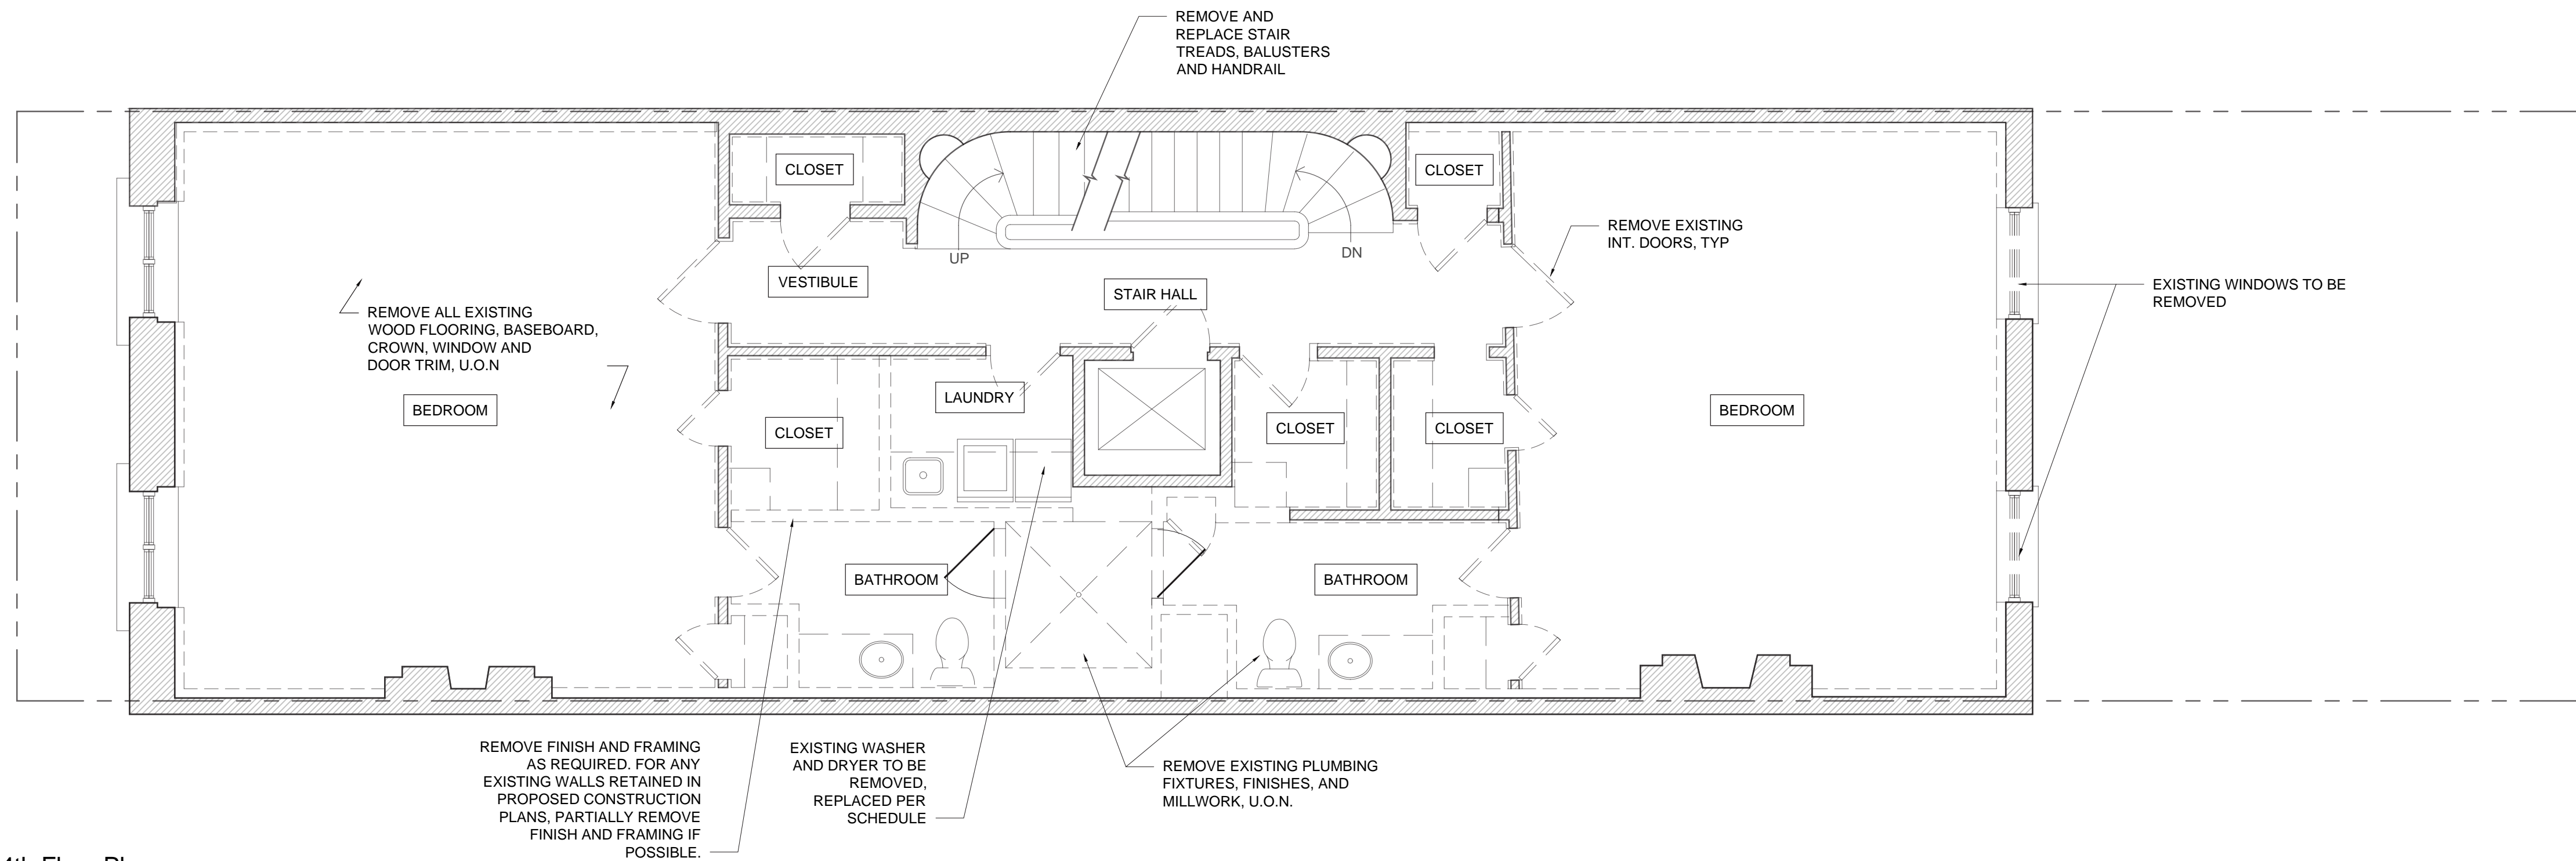 REMOVE AND
REPLACE STAIR
TREADS, BALUSTERS
AND HANDRAIL
CLOSET
CLOSET
REMOVE EXISTING
INT. DOORS, TYP
UP
DN
VESTIBULE
STAIR HALL
EXISTING WINDOWS TO BE
REMOVED
REMOVE ALL EXISTING
WOOD FLOORING, BASEBOARD,
CROWN, WINDOW AND
DOOR TRIM, U.O.N
BEDROOM
LAUNDRY
CLOSET
CLOSET
CLOSET
BEDROOM
BATHROOM
BATHROOM
REMOVE FINISH AND FRAMING
AS REQUIRED. FOR ANY
EXISTING WALLS RETAINED IN
PROPOSED CONSTRUCTION
PLANS, PARTIALLY REMOVE
FINISH AND FRAMING IF
POSSIBLE.
EXISTING WASHER
AND DRYER TO BE
REMOVED,
REPLACED PER
SCHEDULE
REMOVE EXISTING PLUMBING
FIXTURES, FINISHES, AND
MILLWORK, U.O.N.